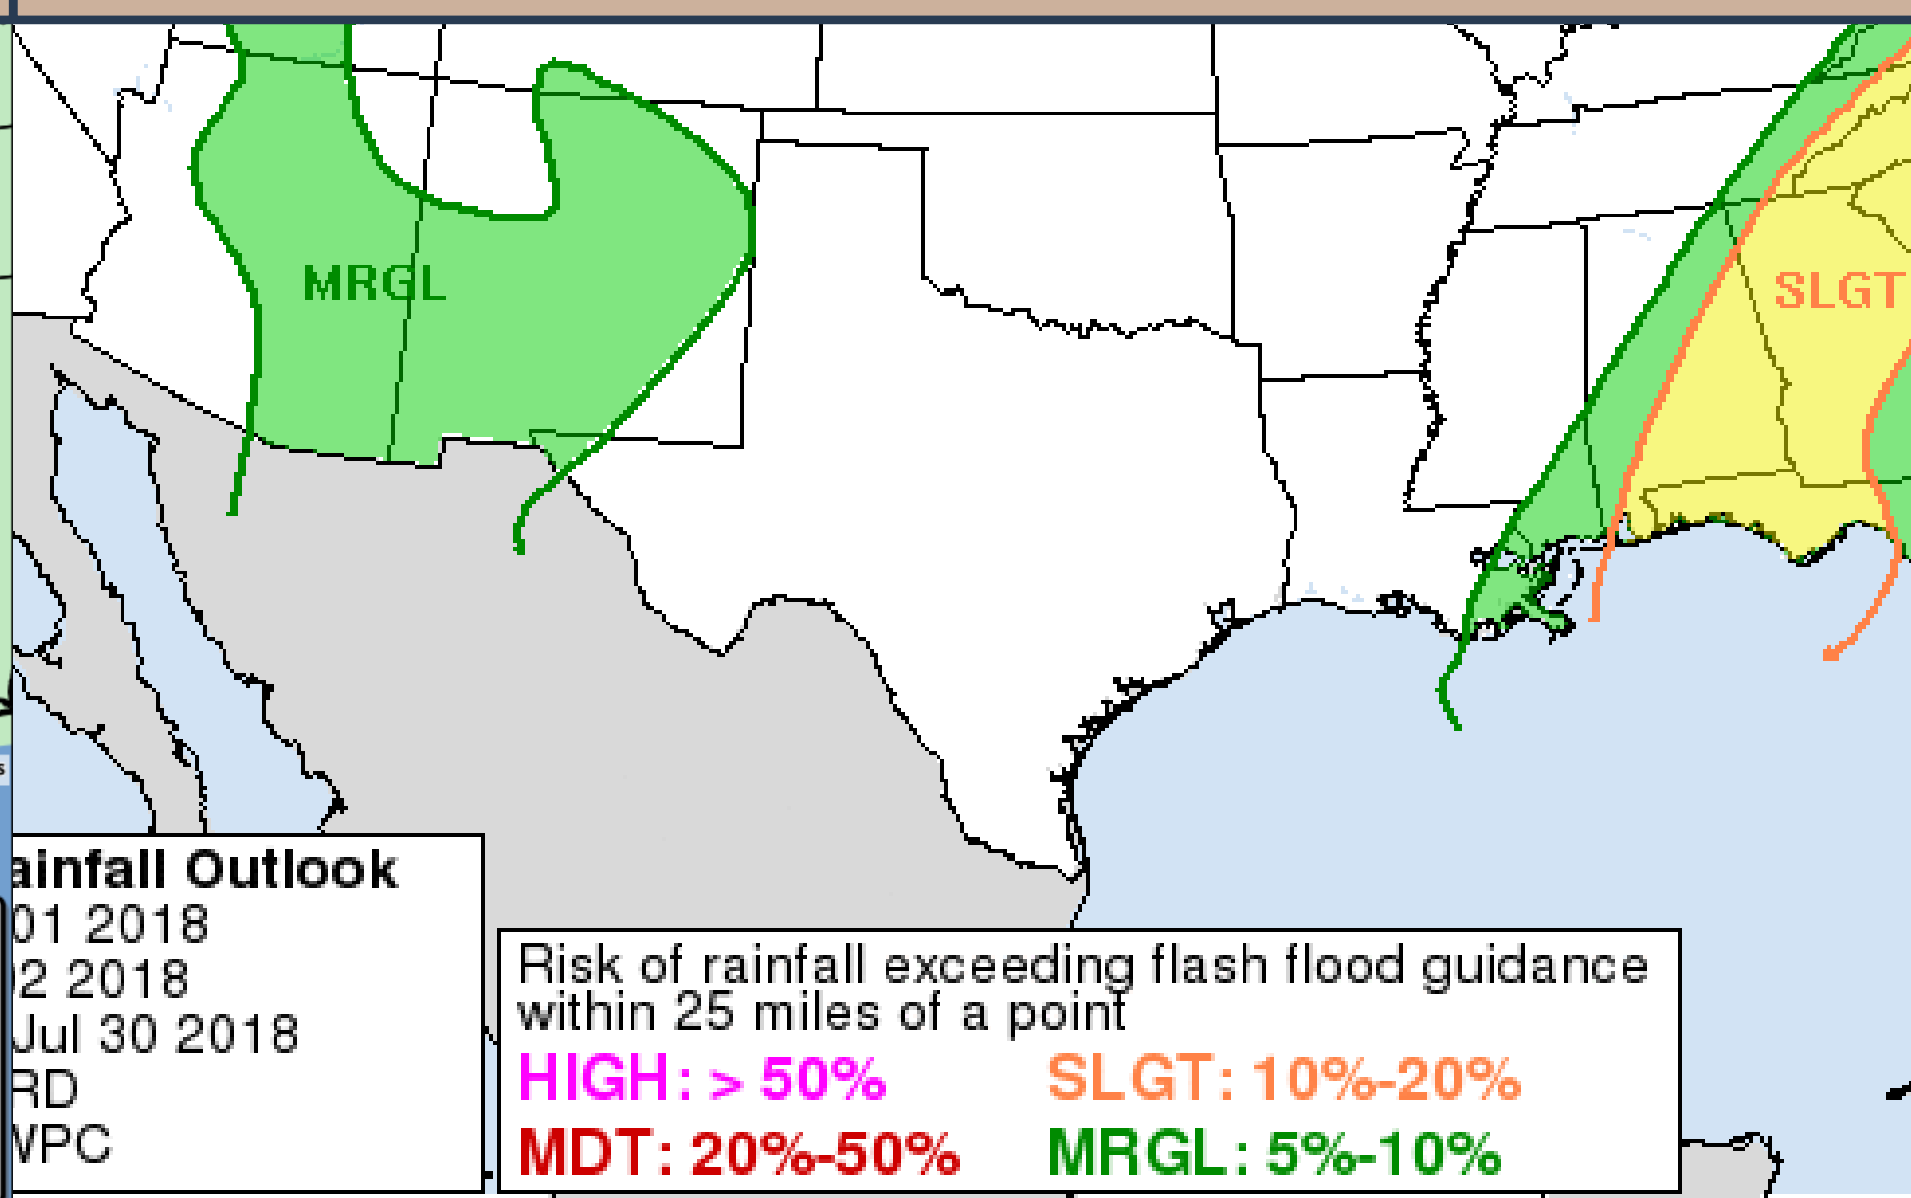 MRGL
SLGT
ainfall Outlook
01 2018
2 2018
Jul 30 2018
RD
WPC
Risk of rainfall exceeding flash flood guidance
within 25 miles of a point
HIGH: > 50% SLGT: 10%-20%
MDT: 20%-50% MRGL: 5%-10%